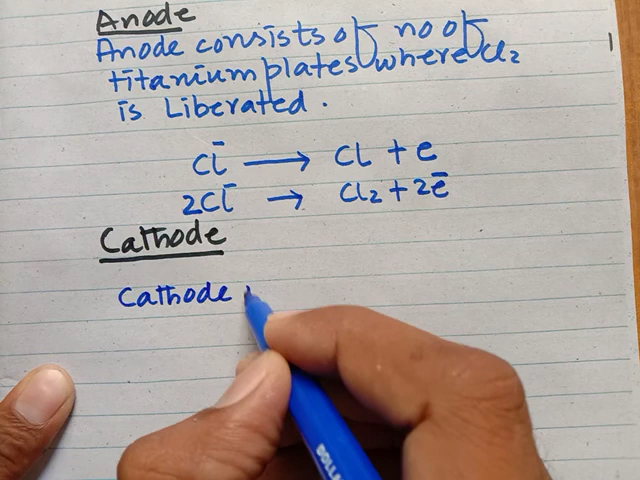 Anode
Anode consists of no of
titanium plates where Cl₂
is Liberated.
Cl⁻ → Cl + e
2Cl⁻ → Cl₂ + 2e⁻
Cathode
Cathode
DOLLA